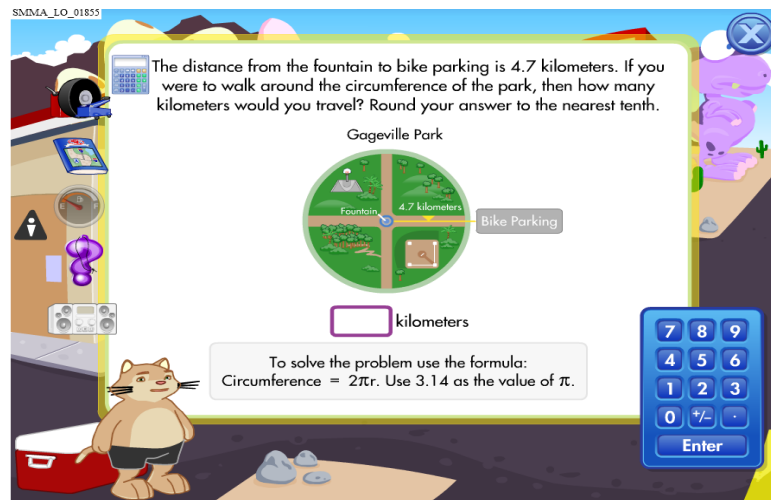 SMMA_LO_01855
The distance from the fountain to bike parking is 4.7 kilometers. If you
were to walk around the circumference of the park, then how many
kilometers would you travel? Round your answer to the nearest tenth.
Gageville Park
Fountain
4.7 kilometers
Bike Parking
kilometers
To solve the problem use the formula:
Circumference = 2πr. Use 3.14 as the value of π.
E F
X
7 8 9
4 5 6
1 2 3
0 +/- .
Enter